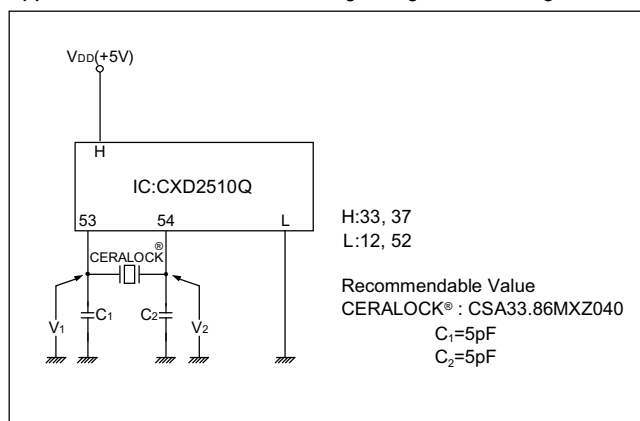 VDD(+5V)
H
IC:CXD2510Q
53 54 L
CERALOCK®
V1 C1 C2 V2
H:33, 37
L:12, 52
Recommendable Value
CERALOCK® : CSA33.86MXZ040
C1=5pF
C2=5pF